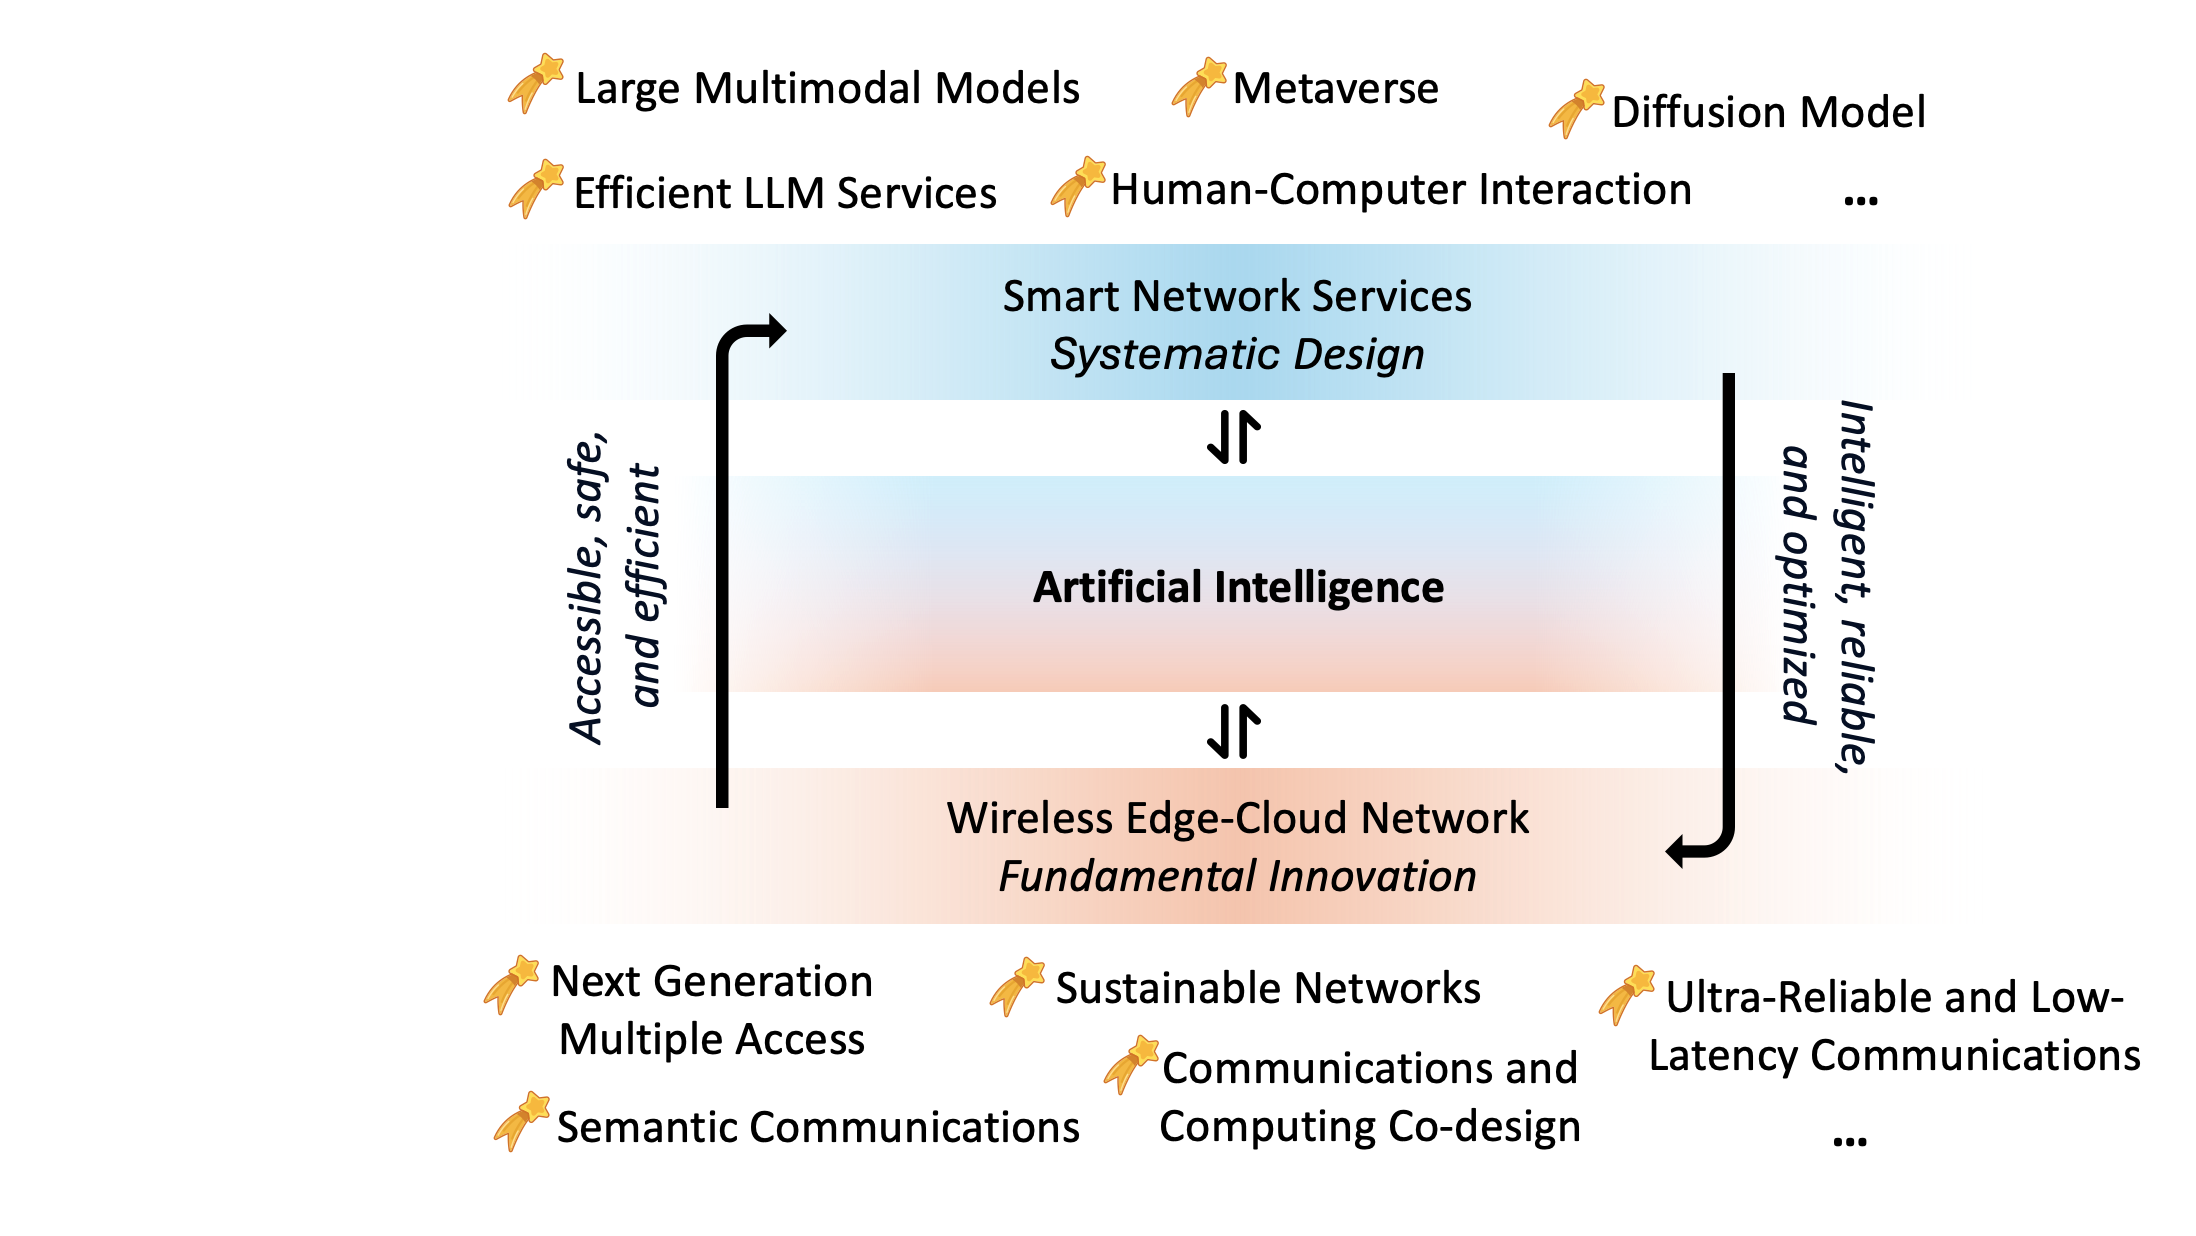 Large Multimodal Models
Metaverse
Diffusion Model
Efficient LLM Services
Human-Computer Interaction
...
Smart Network Services
Systematic Design
Accessible, safe,
and efficient
Intelligent, reliable,
and optimized
Artificial Intelligence
Wireless Edge-Cloud Network
Fundamental Innovation
Next Generation
Multiple Access
Sustainable Networks
Ultra-Reliable and Low-
Latency Communications
Semantic Communications
Communications and
Computing Co-design
...